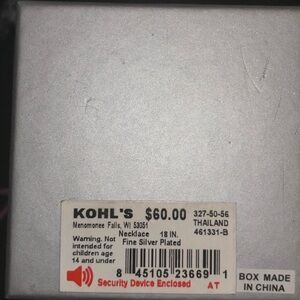 KOHL'S $60.00 327-50-56
Menomonee Falls, WI 53051 THAILAND
Necklace 18 IN. 461331-B
Warning. Not Fine Silver Plated
intended for
children age
14 and under
8 45105 23669 1
Security Device Enclosed AT
BOX MADE
IN CHINA